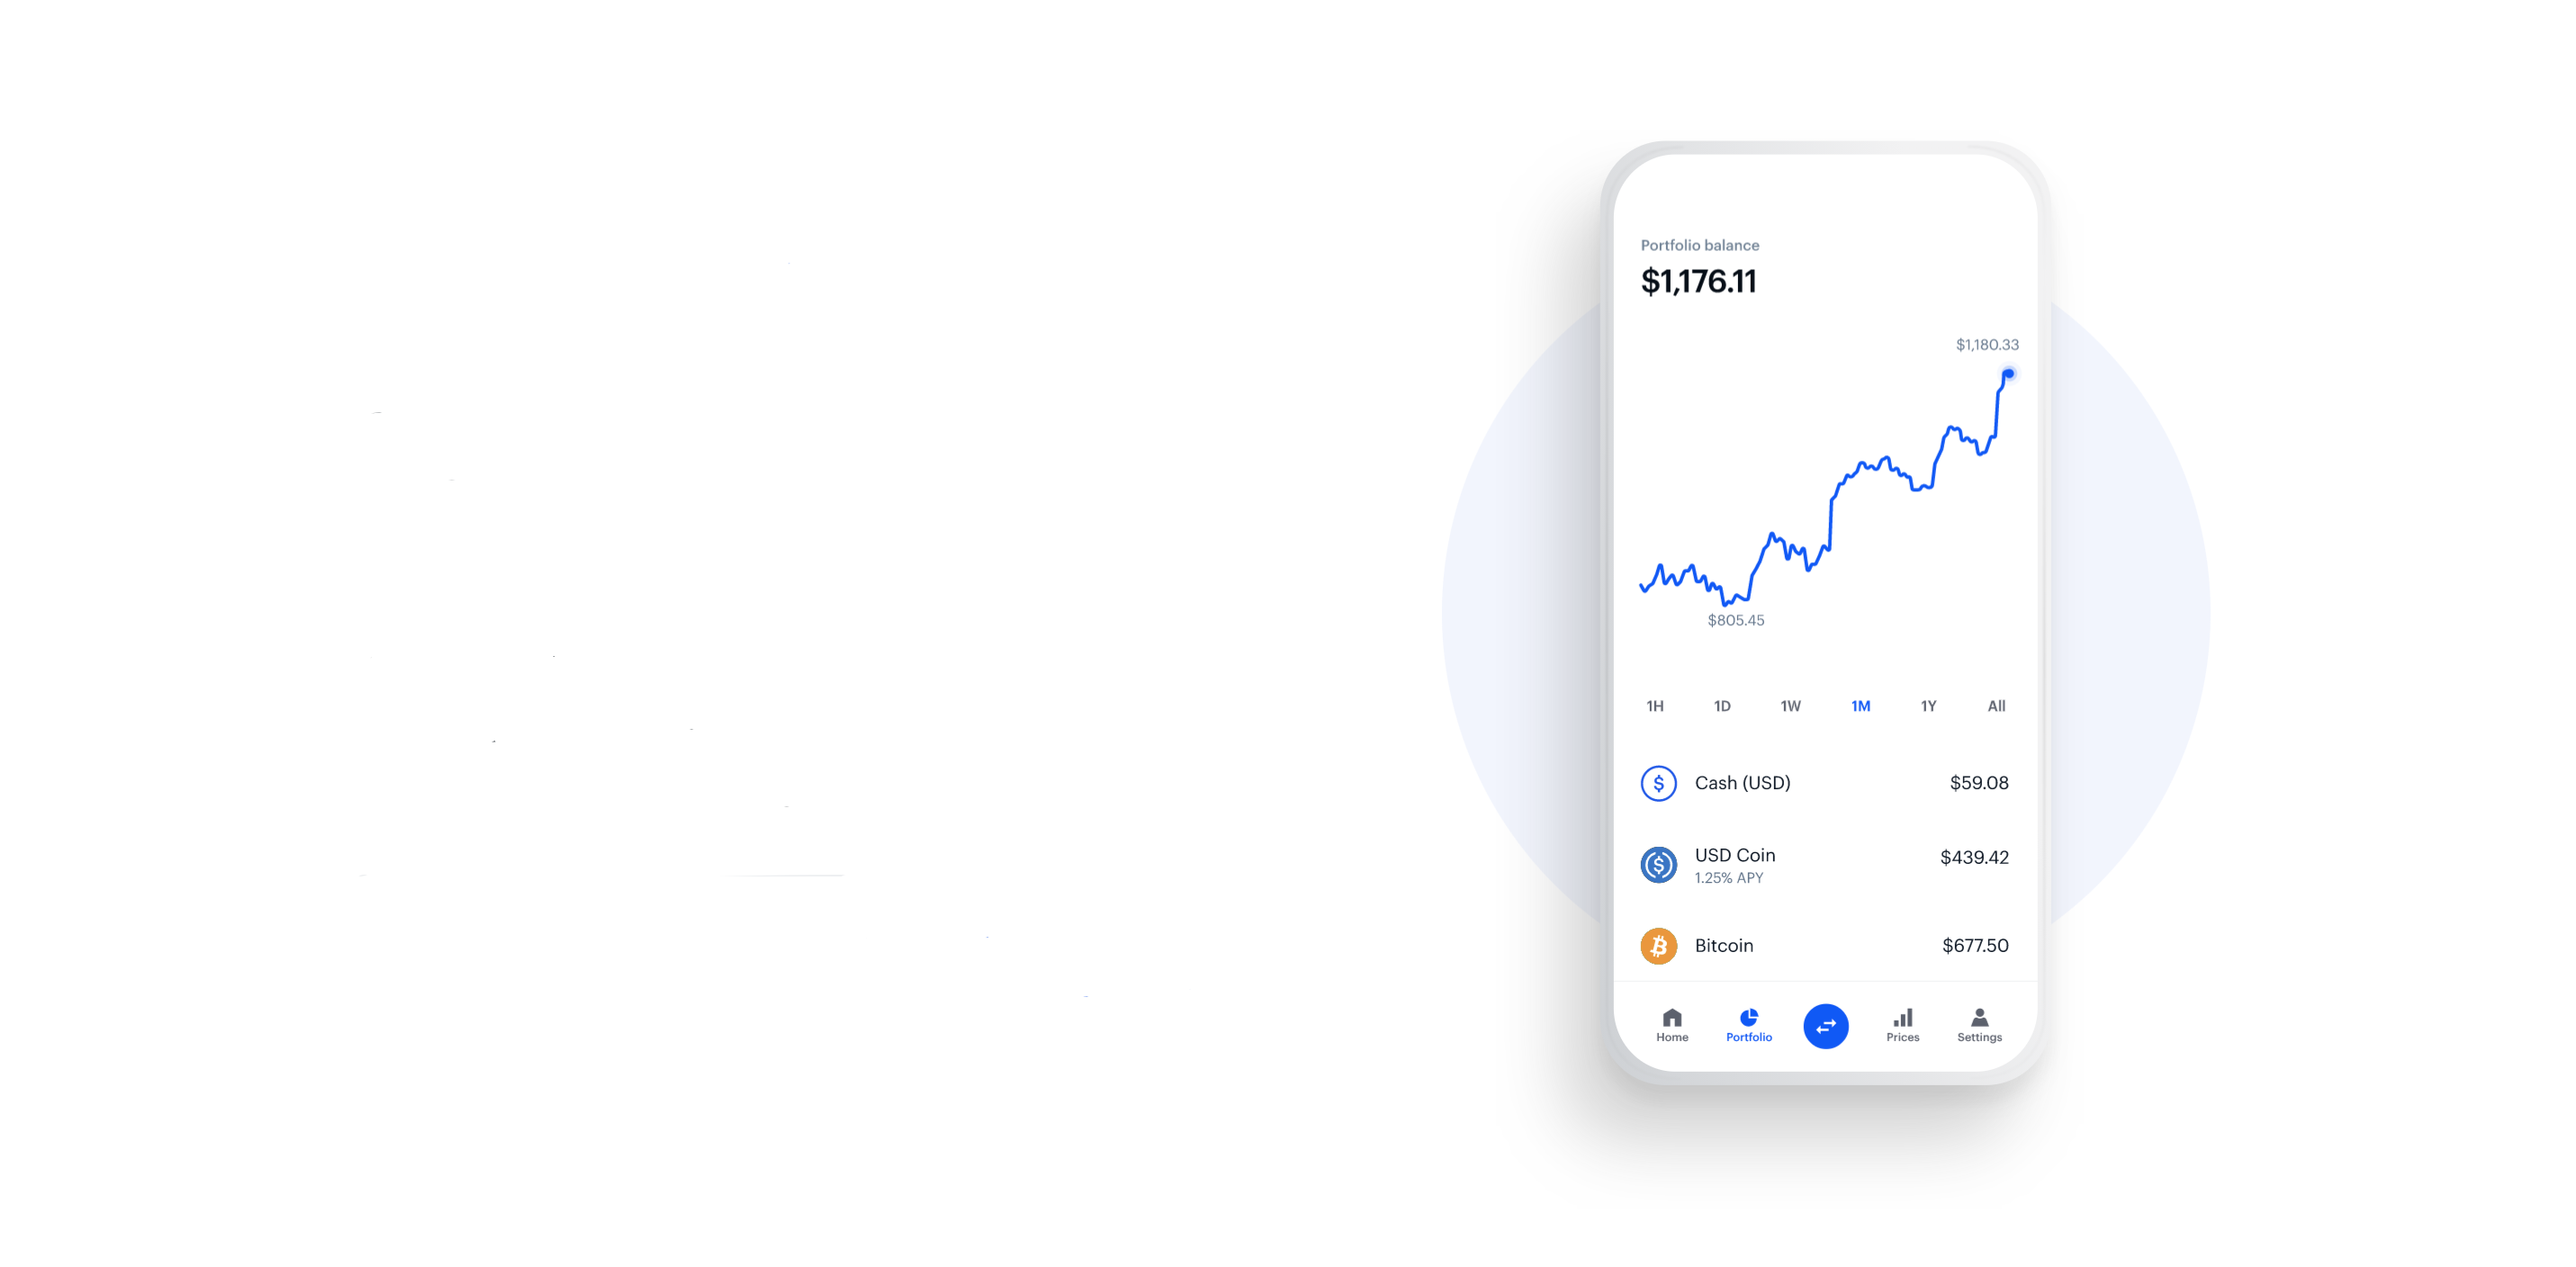 Portfolio balance
$1,176.11
$1,180.33
$805.45
1H 1D 1W 1M 1Y All
Cash (USD) $59.08
USD Coin $439.42
1.25% APY
Bitcoin $677.50
Home Portfolio Prices Settings